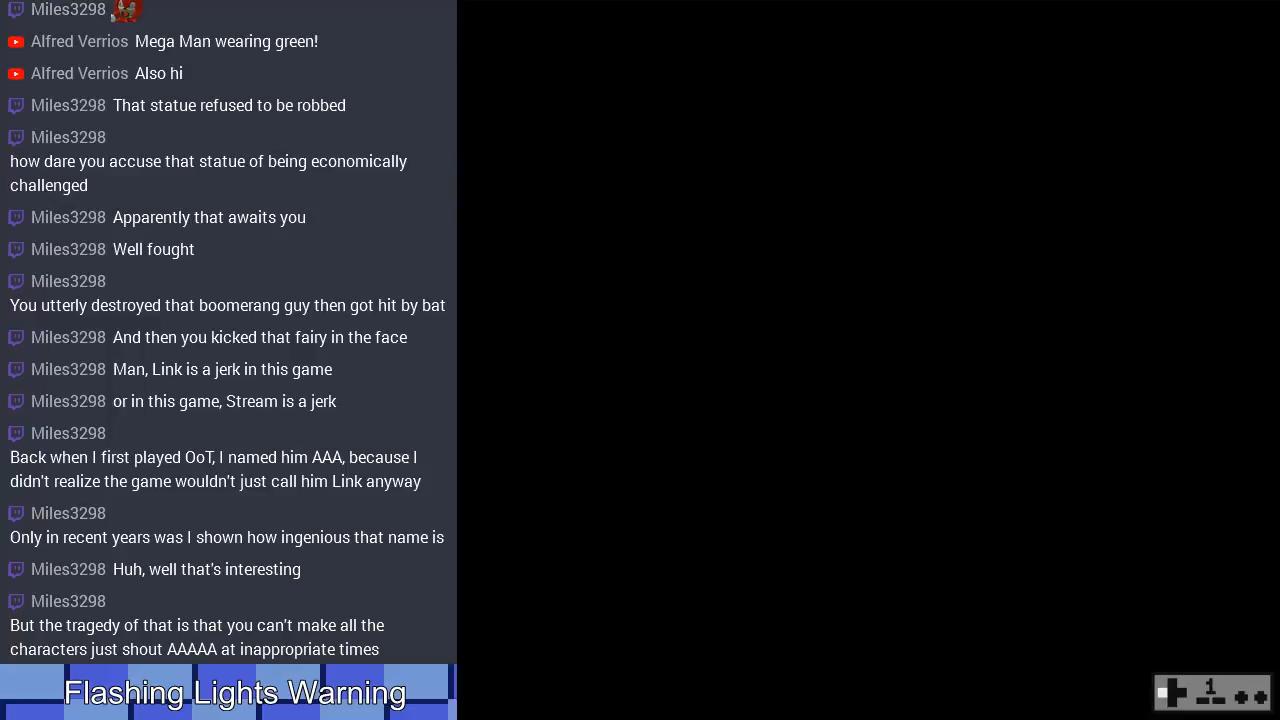 Miles3298
Alfred Verrios Mega Man wearing green!
Alfred Verrios Also hi
Miles3298 That statue refused to be robbed
Miles3298
how dare you accuse that statue of being economically
challenged
Miles3298 Apparently that awaits you
Miles3298 Well fought
Miles3298
You utterly destroyed that boomerang guy then got hit by bat
Miles3298 And then you kicked that fairy in the face
Miles3298 Man, Link is a jerk in this game
Miles3298 or in this game, Stream is a jerk
Miles3298
Back when I first played OoT, I named him AAA, because I
didn't realize the game wouldn't just call him Link anyway
Miles3298
Only in recent years was I shown how ingenious that name is
Miles3298 Huh, well that's interesting
Miles3298
But the tragedy of that is that you can't make all the
characters just shout AAAAA at inappropriate times
Flashing Lights Warning
1